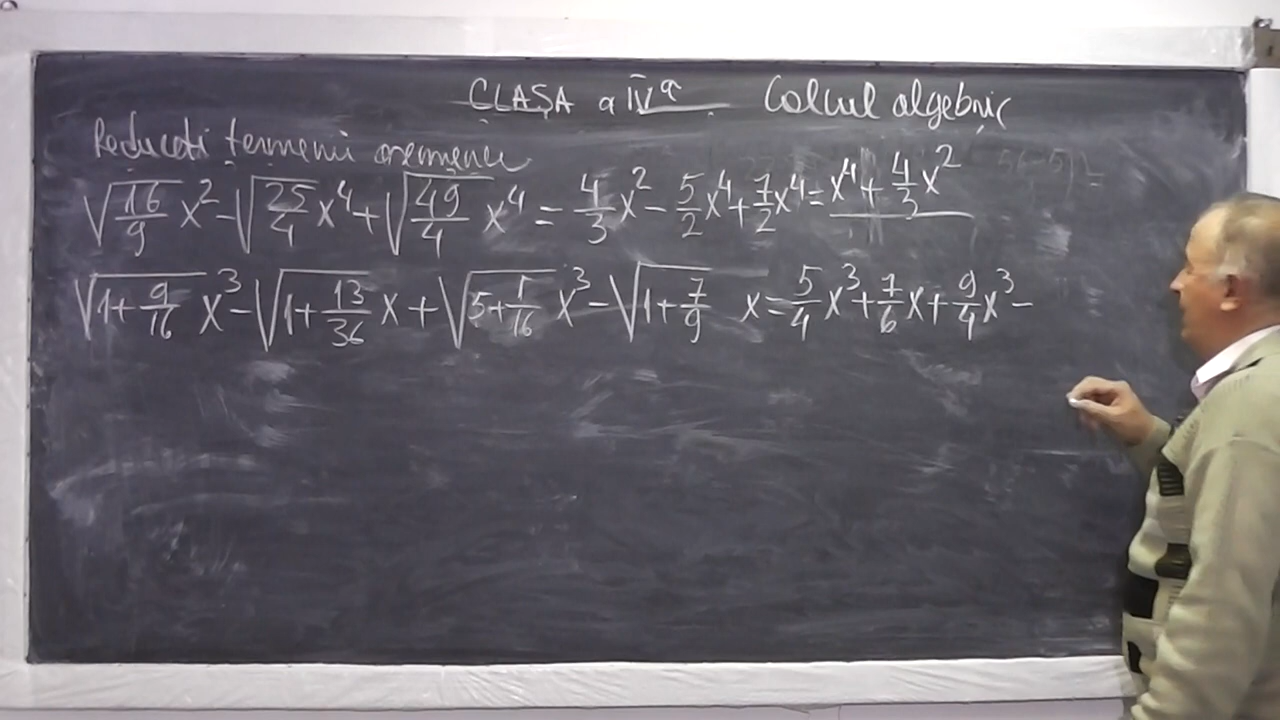 CLAȘA a IVª Calcul algebric
Reduceți termenii asemenea
√(16/9) x² - √(25/4) x⁴ + √(49/4) x⁴ = 4/3 x² - 5/2 x⁴ + 7/2 x⁴ = x⁴ + 4/3 x²
√(1+9/16) x³ - √(1+13/36) x + √(5+1/16) x³ - √(1+7/9) x = 5/4 x³ + 7/6 x + 9/4 x³ -